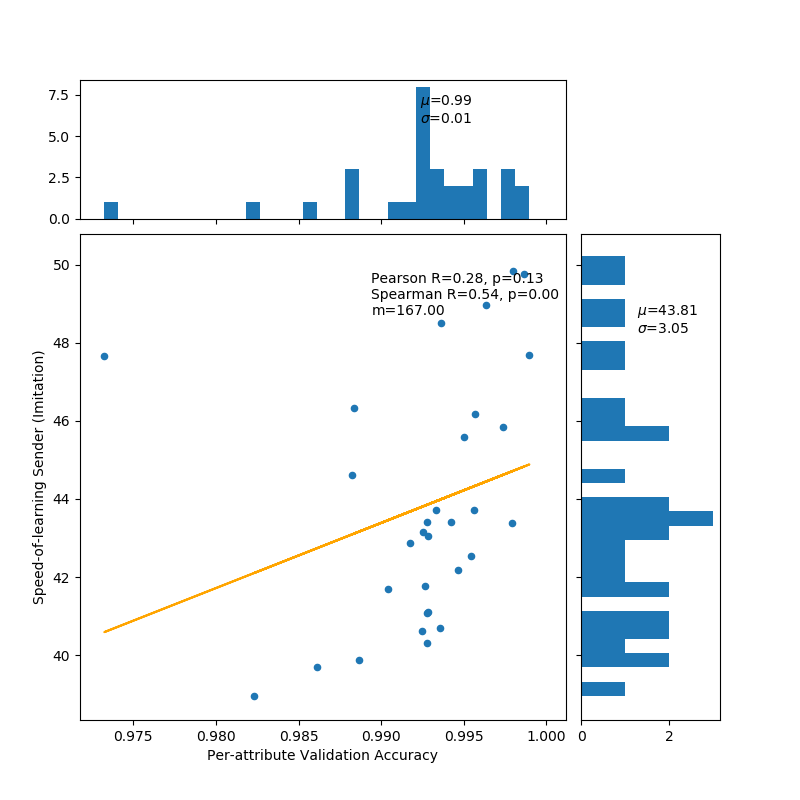 7.5
5.0
2.5
0.0
μ=0.99
σ=0.01
50
48
46
44
42
40
Speed-of-learning Sender (Imitation)
Pearson R=0.28, p=0.13
Spearman R=0.54, p=0.00
m=167.00
μ=43.81
σ=3.05
0.975 0.980 0.985 0.990 0.995 1.000
0 2
Per-attribute Validation Accuracy